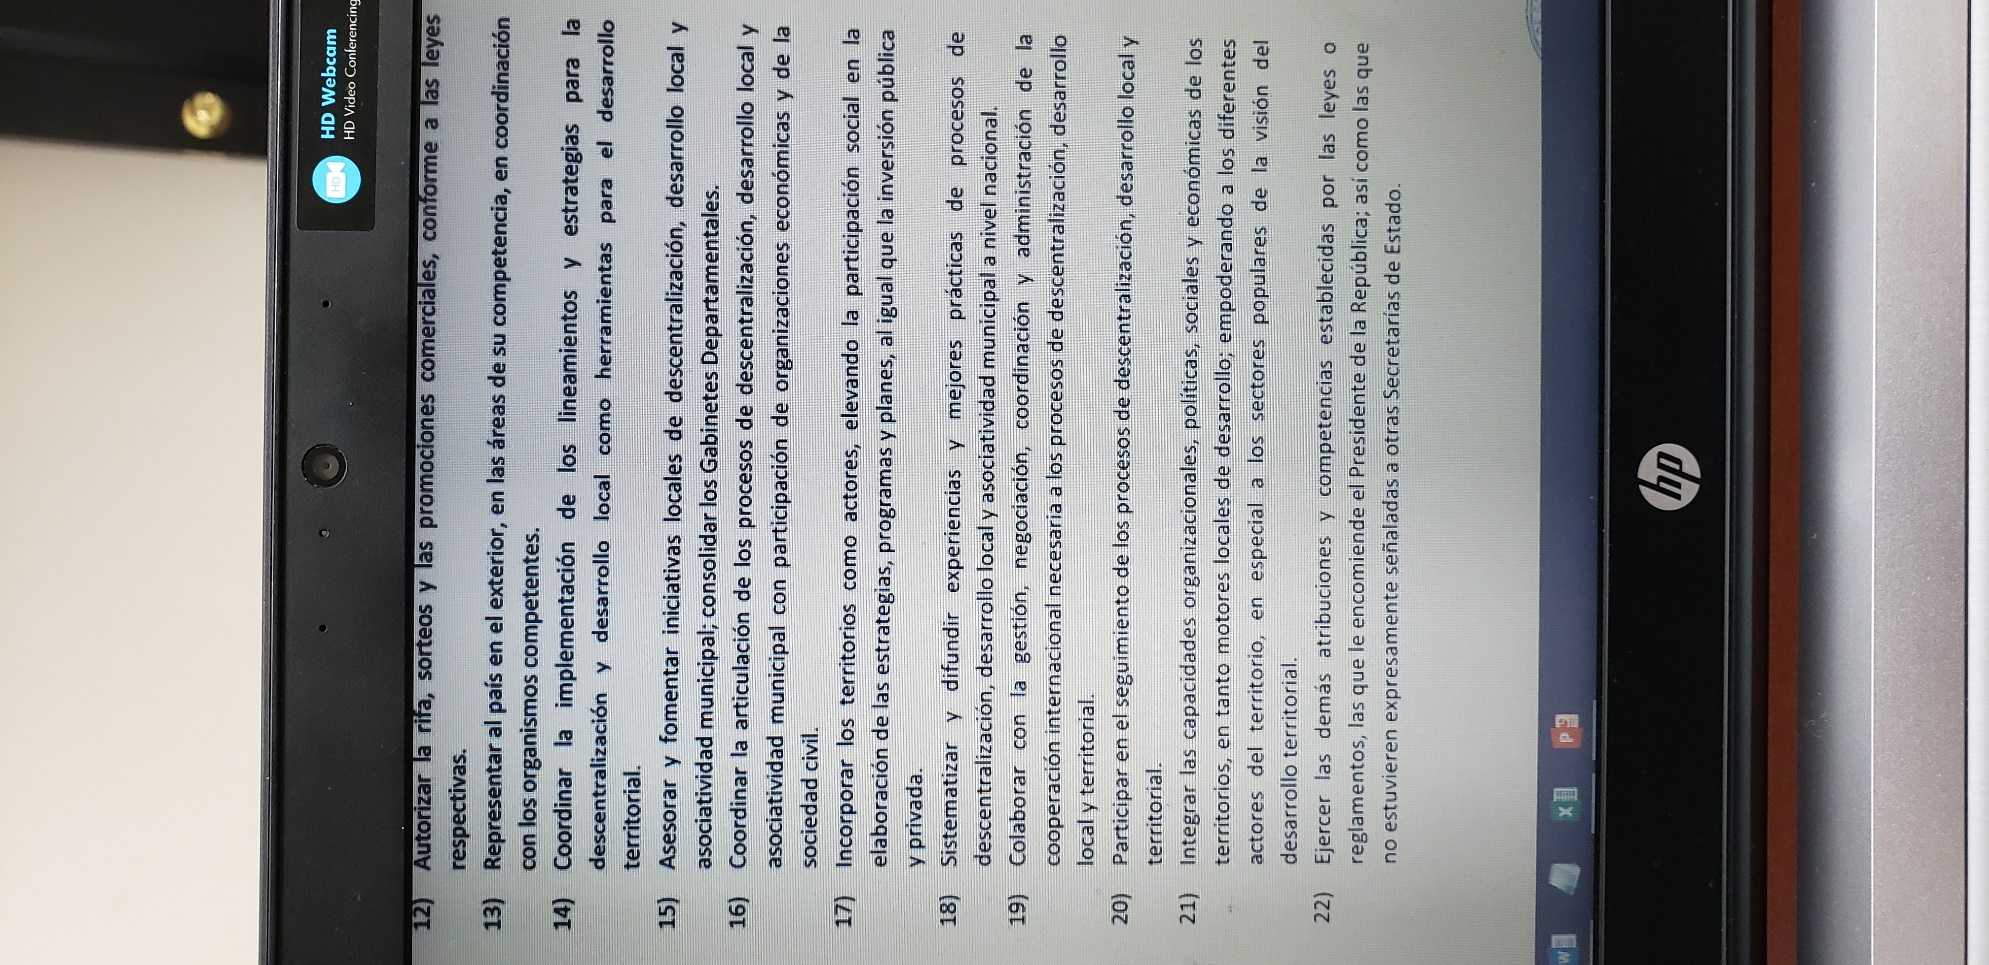 HD Webcam
HD Video Conferencing
12) Autorizar la rifa, sorteos y las promociones comerciales, conforme a las leyes
respectivas.
13) Representar al país en el exterior, en las áreas de su competencia, en coordinación
con los organismos competentes.
14) Coordinar la implementación de los lineamientos y estrategias para la
descentralización y desarrollo local como herramientas para el desarrollo
territorial.
15) Asesorar y fomentar iniciativas locales de descentralización, desarrollo local y
asociatividad municipal; consolidar los Gabinetes Departamentales.
16) Coordinar la articulación de los procesos de descentralización, desarrollo local y
asociatividad municipal con participación de organizaciones económicas y de la
sociedad civil.
17) Incorporar los territorios como actores, elevando la participación social en la
elaboración de las estrategias, programas y planes, al igual que la inversión pública
y privada.
18) Sistematizar y difundir experiencias y mejores prácticas de procesos de
descentralización, desarrollo local y asociatividad municipal a nivel nacional.
19) Colaborar con la gestión, negociación, coordinación y administración de la
cooperación internacional necesaria a los procesos de descentralización, desarrollo
local y territorial.
20) Participar en el seguimiento de los procesos de descentralización, desarrollo local y
territorial.
21) Integrar las capacidades organizacionales, políticas, sociales y económicas de los
territorios, en tanto motores locales de desarrollo; empoderando a los diferentes
actores del territorio, en especial a los sectores populares de la visión del
desarrollo territorial.
22) Ejercer las demás atribuciones y competencias establecidas por las leyes o
reglamentos, las que le encomiende el Presidente de la República; así como las que
no estuvieren expresamente señaladas a otras Secretarías de Estado.
hp